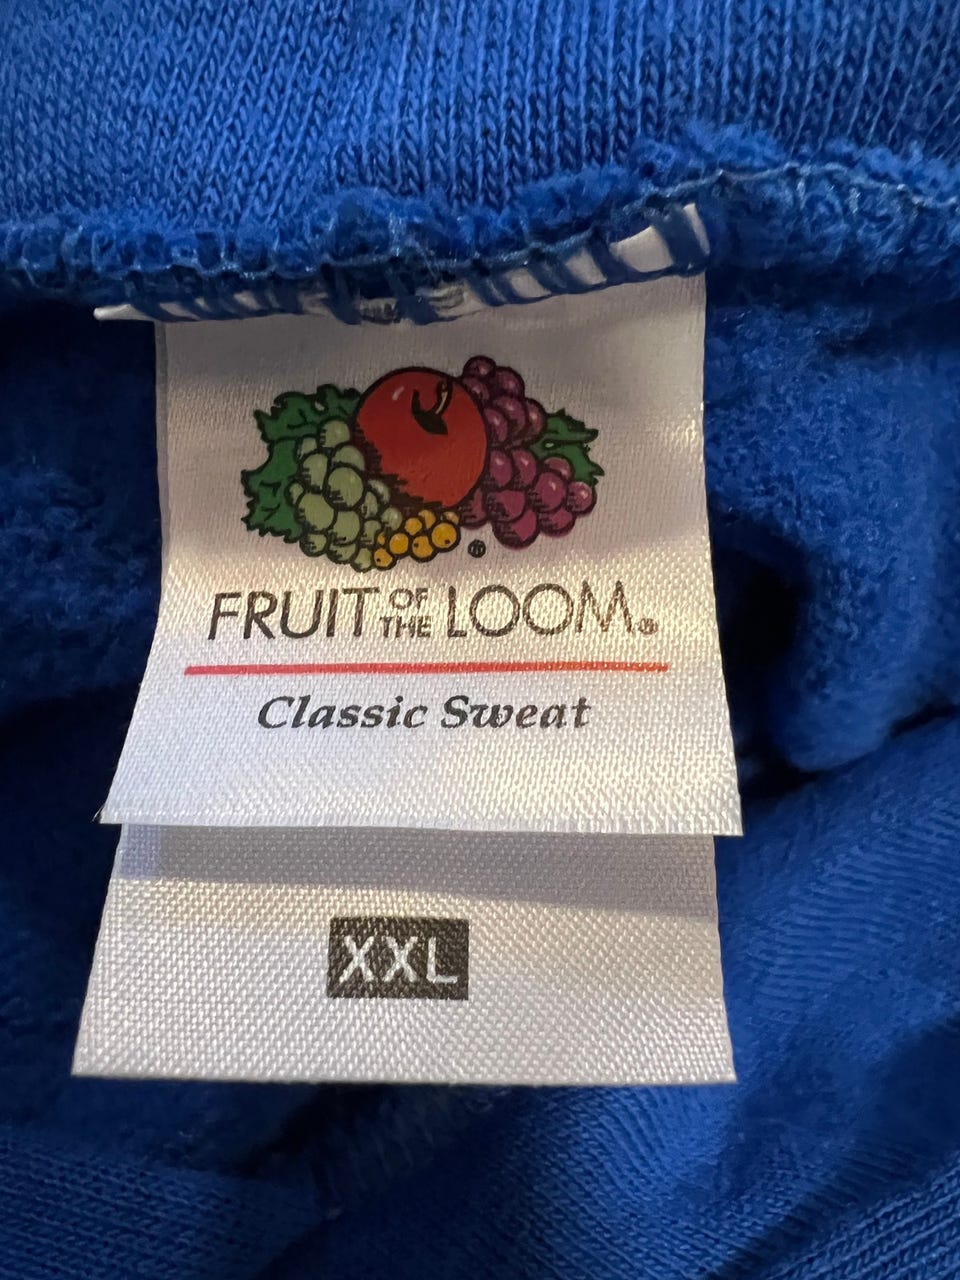 FRUIT OF THE LOOM®
Classic Sweat
XXL